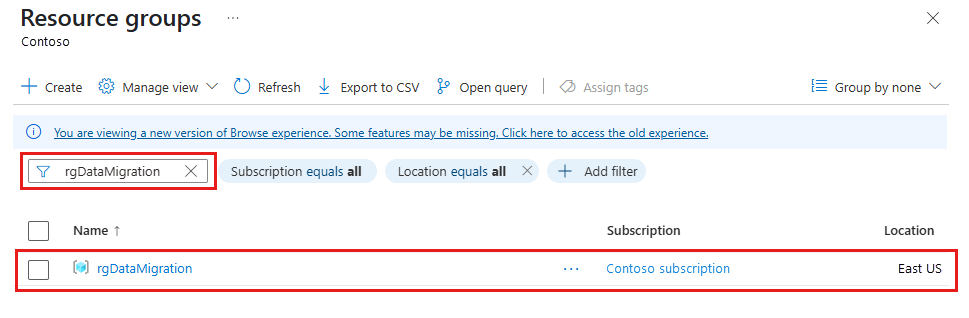 Resource groups ...
Contoso
Create Manage view Refresh Export to CSV Open query Assign tags Group by none
You are viewing a new version of Browse experience. Some features may be missing. Click here to access the old experience.
rgDataMigration Subscription equals all Location equals all Add filter
Name ↑ Subscription Location
rgDataMigration ... Contoso subscription East US